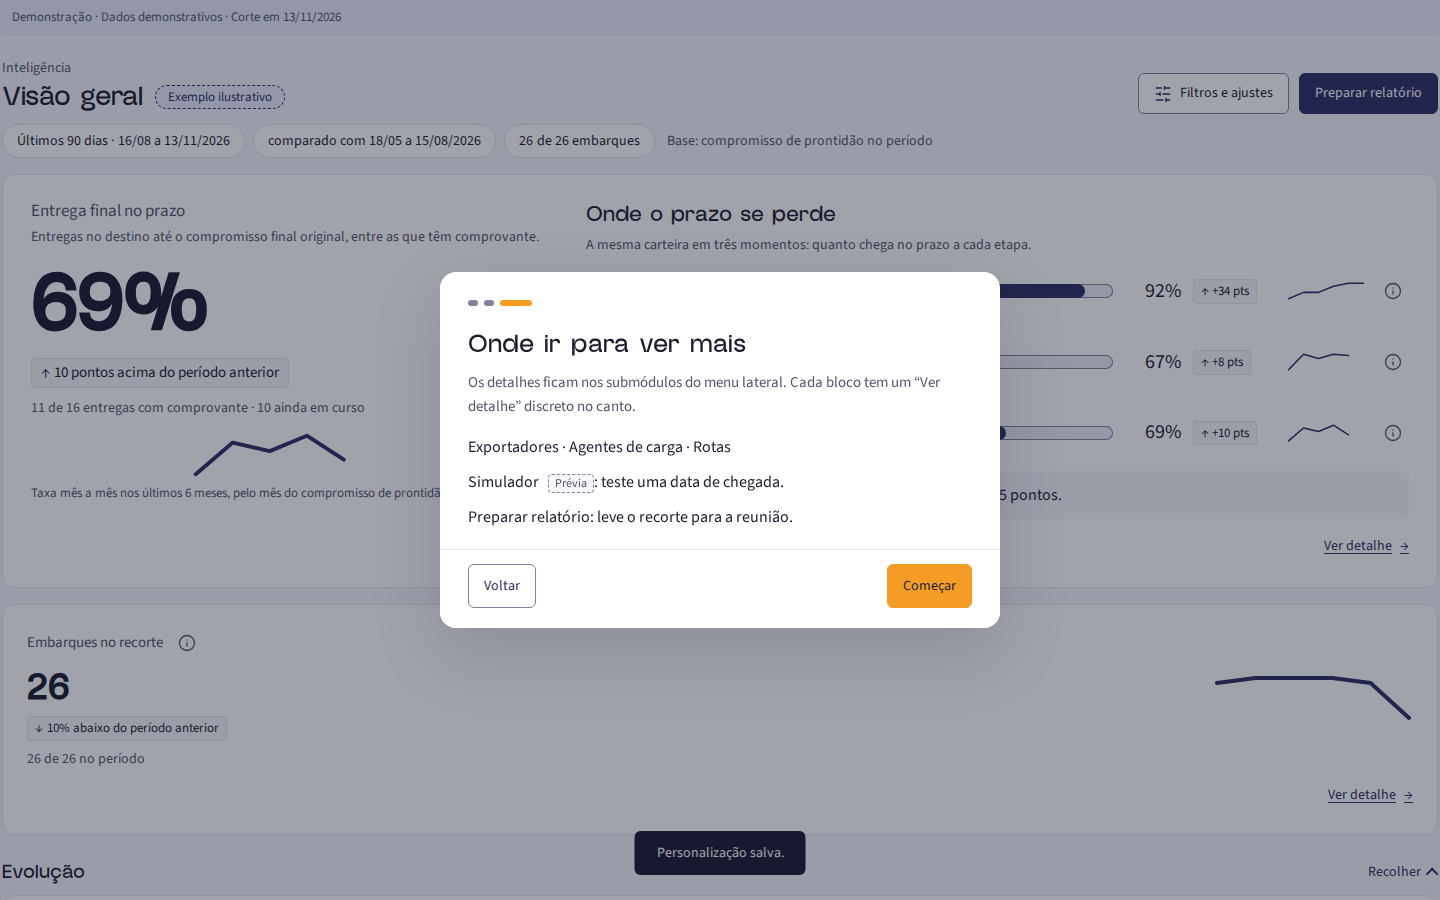 Demonstração · Dados demonstrativos · Corte em 13/11/2026
Inteligência
Visão geral
Exemplo ilustrativo
Filtros e ajustes
Preparar relatório
Últimos 90 dias · 16/08 a 13/11/2026
comparado com 18/05 a 15/08/2026
26 de 26 embarques
Base: compromisso de prontidão no período
Entrega final no prazo
Entregas no destino até o compromisso final original, entre as que têm comprovante.
69%
↑ 10 pontos acima do período anterior
11 de 16 entregas com comprovante · 10 ainda em curso
Taxa mês a mês nos últimos 6 meses, pelo mês do compromisso de
Onde o prazo se perde
A mesma carteira em três momentos: quanto chega no prazo a cada etapa.
92%
↑ +34 pts
67%
↑ +8 pts
69%
↑ +10 pts
pontos.
Ver detalhe →
Onde ir para ver mais
Os detalhes ficam nos submódulos do menu lateral. Cada bloco tem um “Ver
detalhe” discreto no canto.
Exportadores · Agentes de carga · Rotas
Simulador Prévia: teste uma data de chegada.
Preparar relatório: leve o recorte para a reunião.
Voltar
Começar
Embarques no recorte
26
↓ 10% abaixo do período anterior
26 de 26 no período
Ver detalhe →
Personalização salva.
Evolução
Recolher